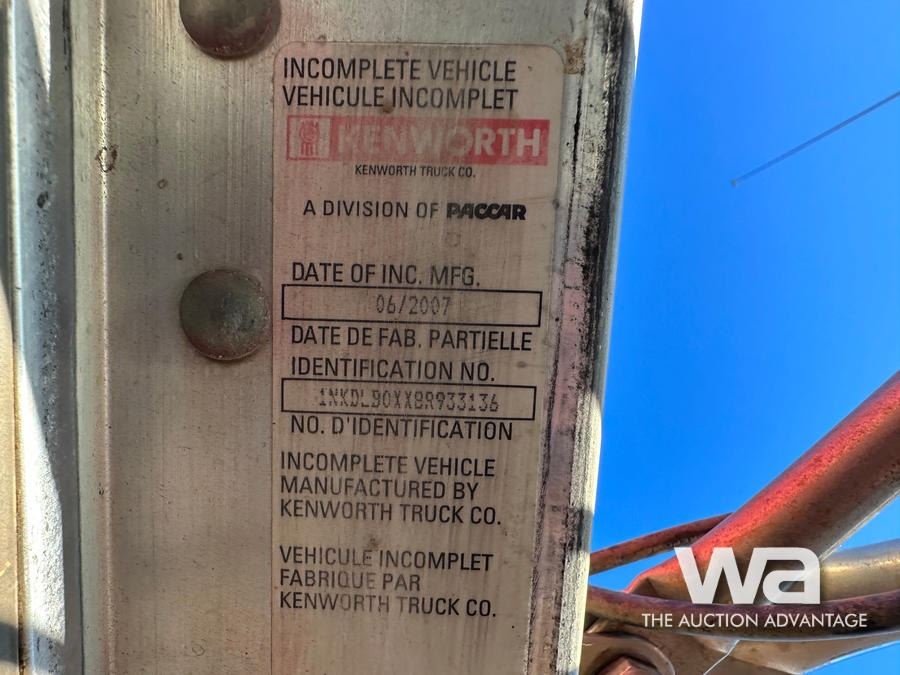 INCOMPLETE VEHICLE
VEHICULE INCOMPLET
KENWORTH
KENWORTH TRUCK CO.
A DIVISION OF PACCAR
DATE OF INC. MFG.
06/2007
DATE DE FAB. PARTIELLE
IDENTIFICATION NO.
1NKDLB0XX8R933136
NO. D'IDENTIFICATION
INCOMPLETE VEHICLE
MANUFACTURED BY
KENWORTH TRUCK CO.
VEHICULE INCOMPLET
FABRIQUE PAR
KENWORTH TRUCK CO.
wa
THE AUCTION ADVANTAGE